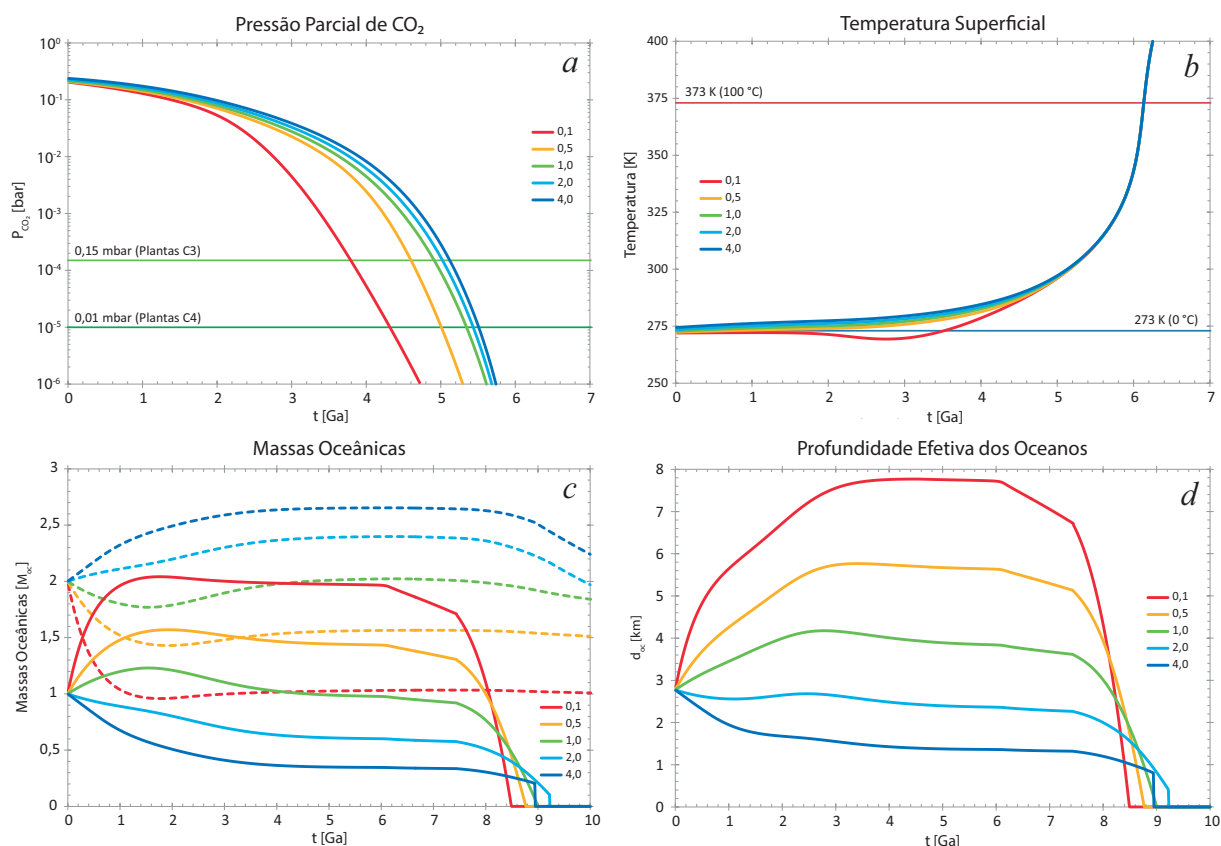 Pressão Parcial de CO₂
a
10⁰
10⁻¹
10⁻²
10⁻³
10⁻⁴
10⁻⁵
10⁻⁶
P_CO₂ [bar]
0,1
0,5
1,0
2,0
4,0
0,15 mbar (Plantas C3)
0,01 mbar (Plantas C4)
0 1 2 3 4 5 6 7
t [Ga]
Temperatura Superficial
b
400
375
350
325
300
275
250
Temperatura [K]
373 K (100 °C)
0,1
0,5
1,0
2,0
4,0
273 K (0 °C)
0 1 2 3 4 5 6 7
t [Ga]
Massas Oceânicas
c
3
2,5
2
1,5
1
0,5
0
Massas Oceânicas [M_oc]
0,1
0,5
1,0
2,0
4,0
0 1 2 3 4 5 6 7 8 9 10
t [Ga]
Profundidade Efetiva dos Oceanos
d
8
7
6
5
4
3
2
1
0
d_oc [km]
0,1
0,5
1,0
2,0
4,0
0 1 2 3 4 5 6 7 8 9 10
t [Ga]